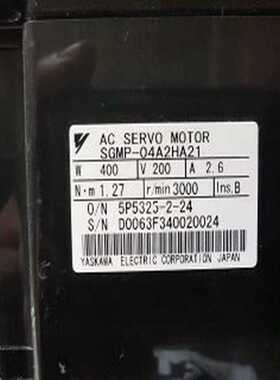 AC SERVO MOTOR
SGMP-04A2HA21
W 400 V 200 A 2.6
N·m 1.27 r/min 3000 Ins.B
O/N 5P5325-2-24
S/N D0063F340020024
YASKAWA ELECTRIC CORPORATION JAPAN